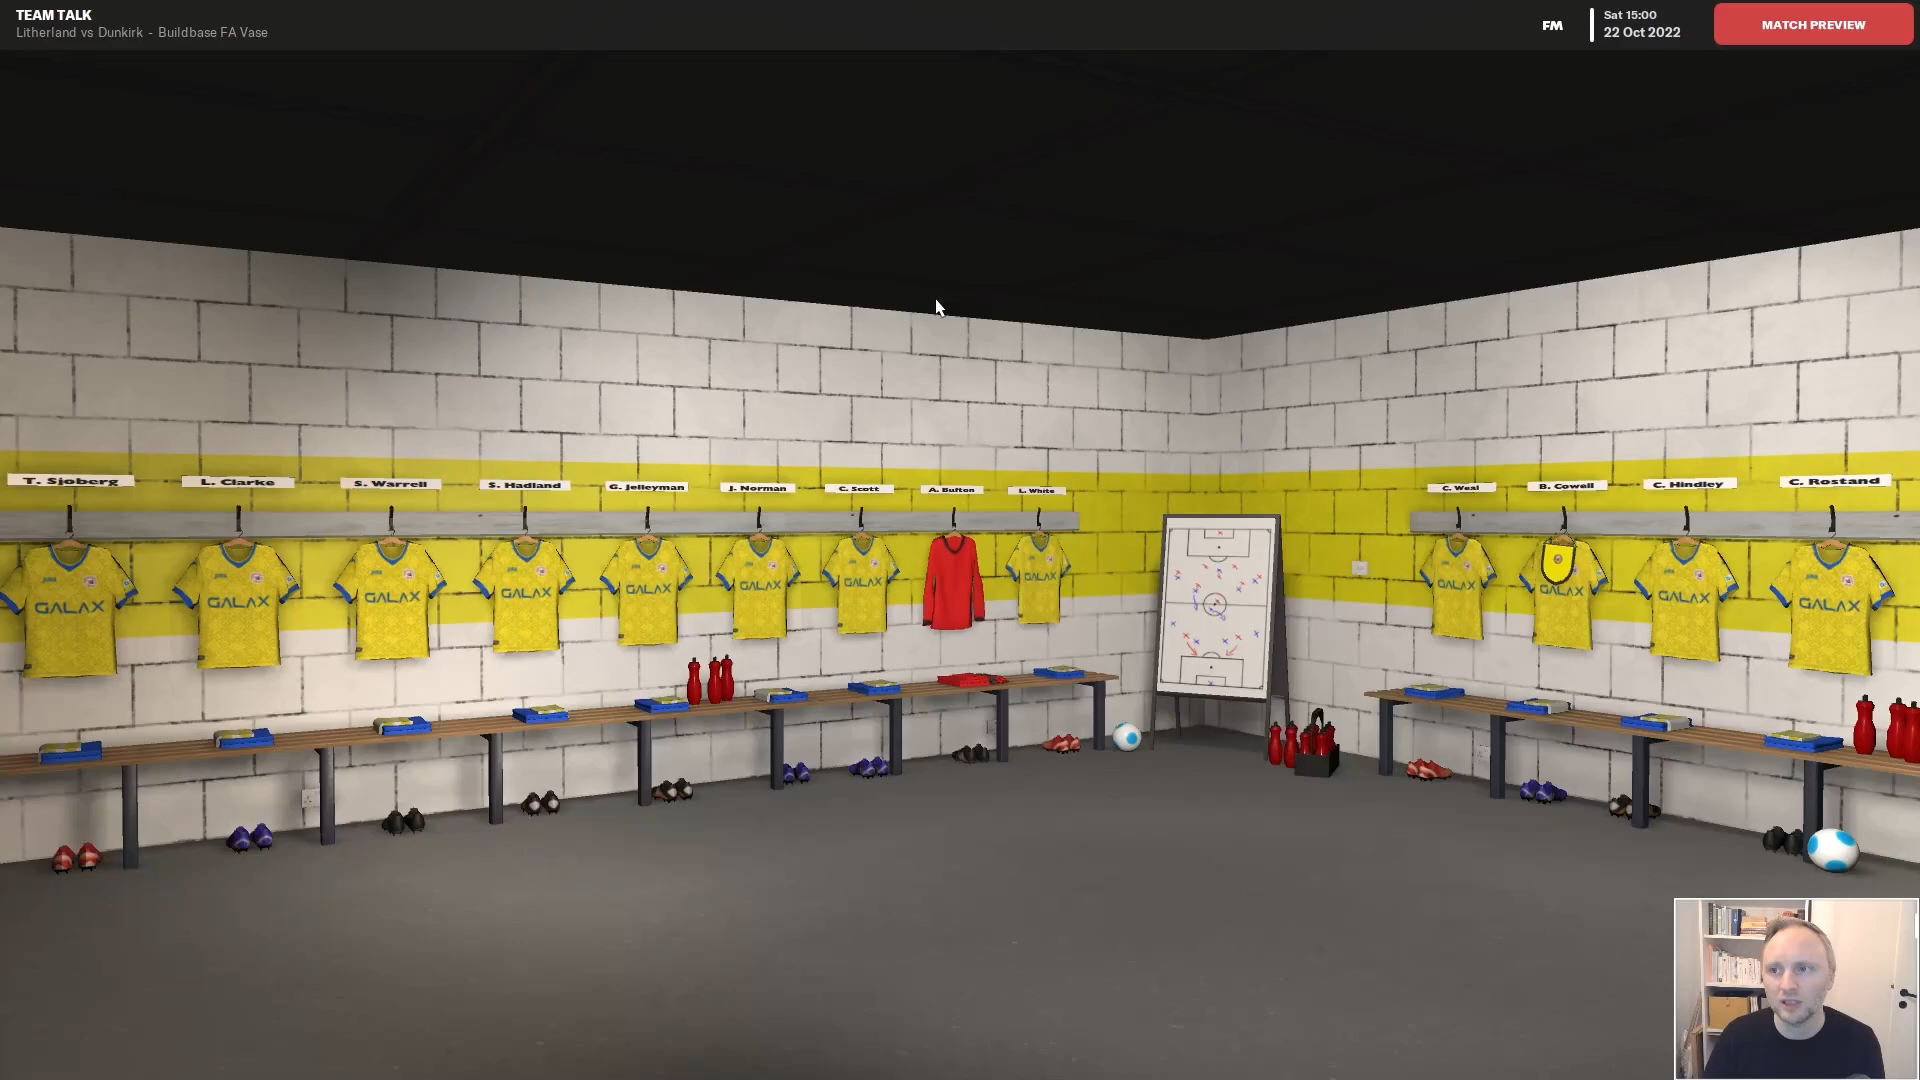 TEAM TALK
Litherland vs Dunkirk - Buildbase FA Vase
FM
Sat 15:00
22 Oct 2022
MATCH PREVIEW
T. Sjoberg
L. Clarke
S. Warrell
S. Hadland
G. Jelleyman
J. Norman
C. Scott
A. Button
L. White
C. Weal
B. Cowell
C. Hindley
C. Rostand
GALAX
GALAX
GALAX
GALAX
GALAX
GALAX
GALAX
GALAX
GALAX
GALAX
GALAX
GALAX